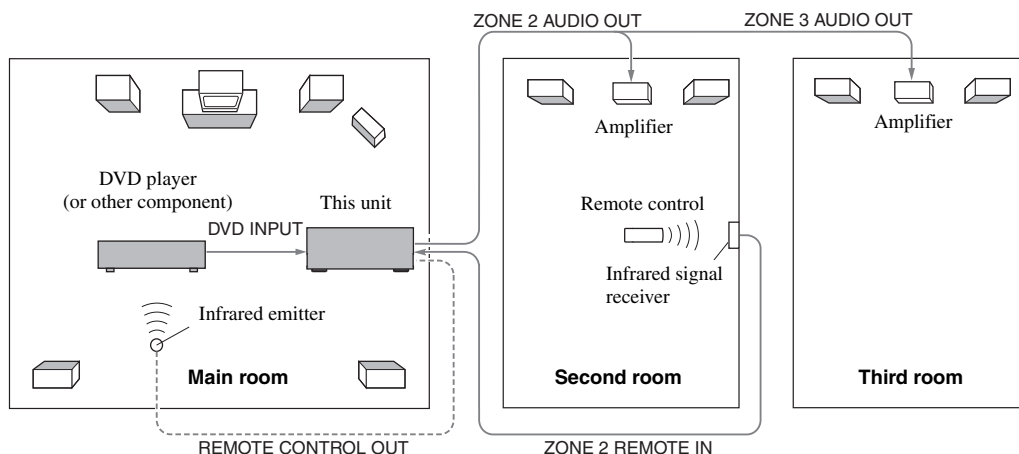 ZONE 2 AUDIO OUT
ZONE 3 AUDIO OUT
Amplifier
Amplifier
DVD player
(or other component)
This unit
Remote control
DVD INPUT
Infrared signal
receiver
Infrared emitter
Main room
Second room
Third room
REMOTE CONTROL OUT
ZONE 2 REMOTE IN